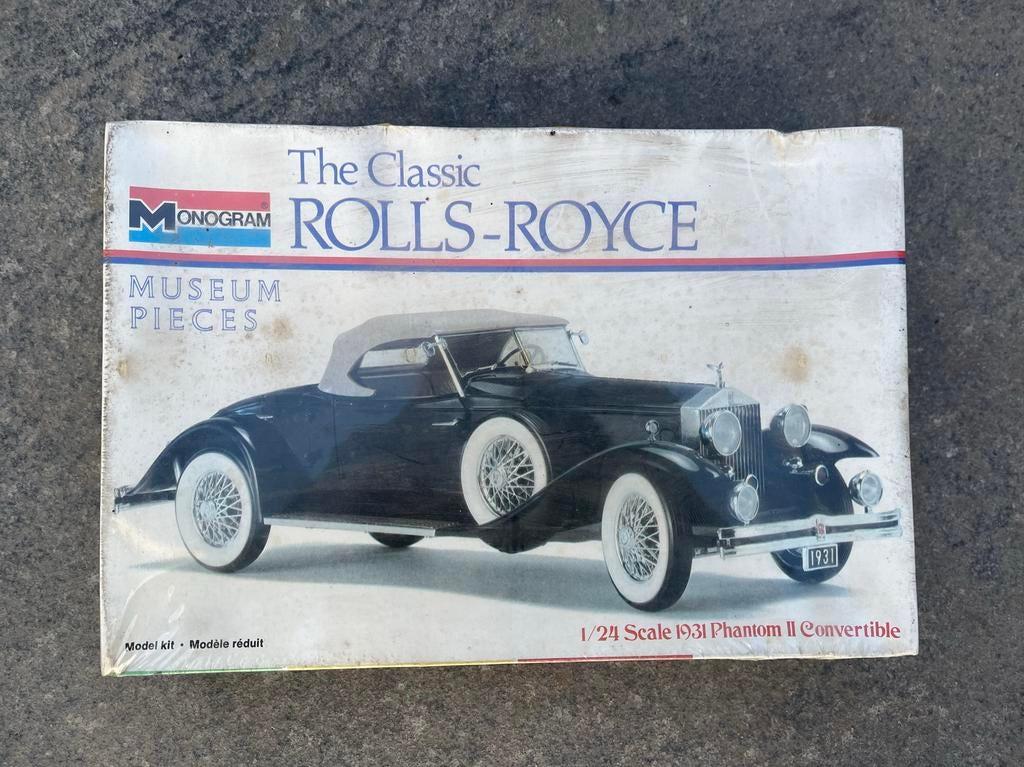 The Classic
ROLLS-ROYCE
MONOGRAM®
MUSEUM
PIECES
1931
Model kit • Modèle réduit
1/24 Scale 1931 Phantom II Convertible